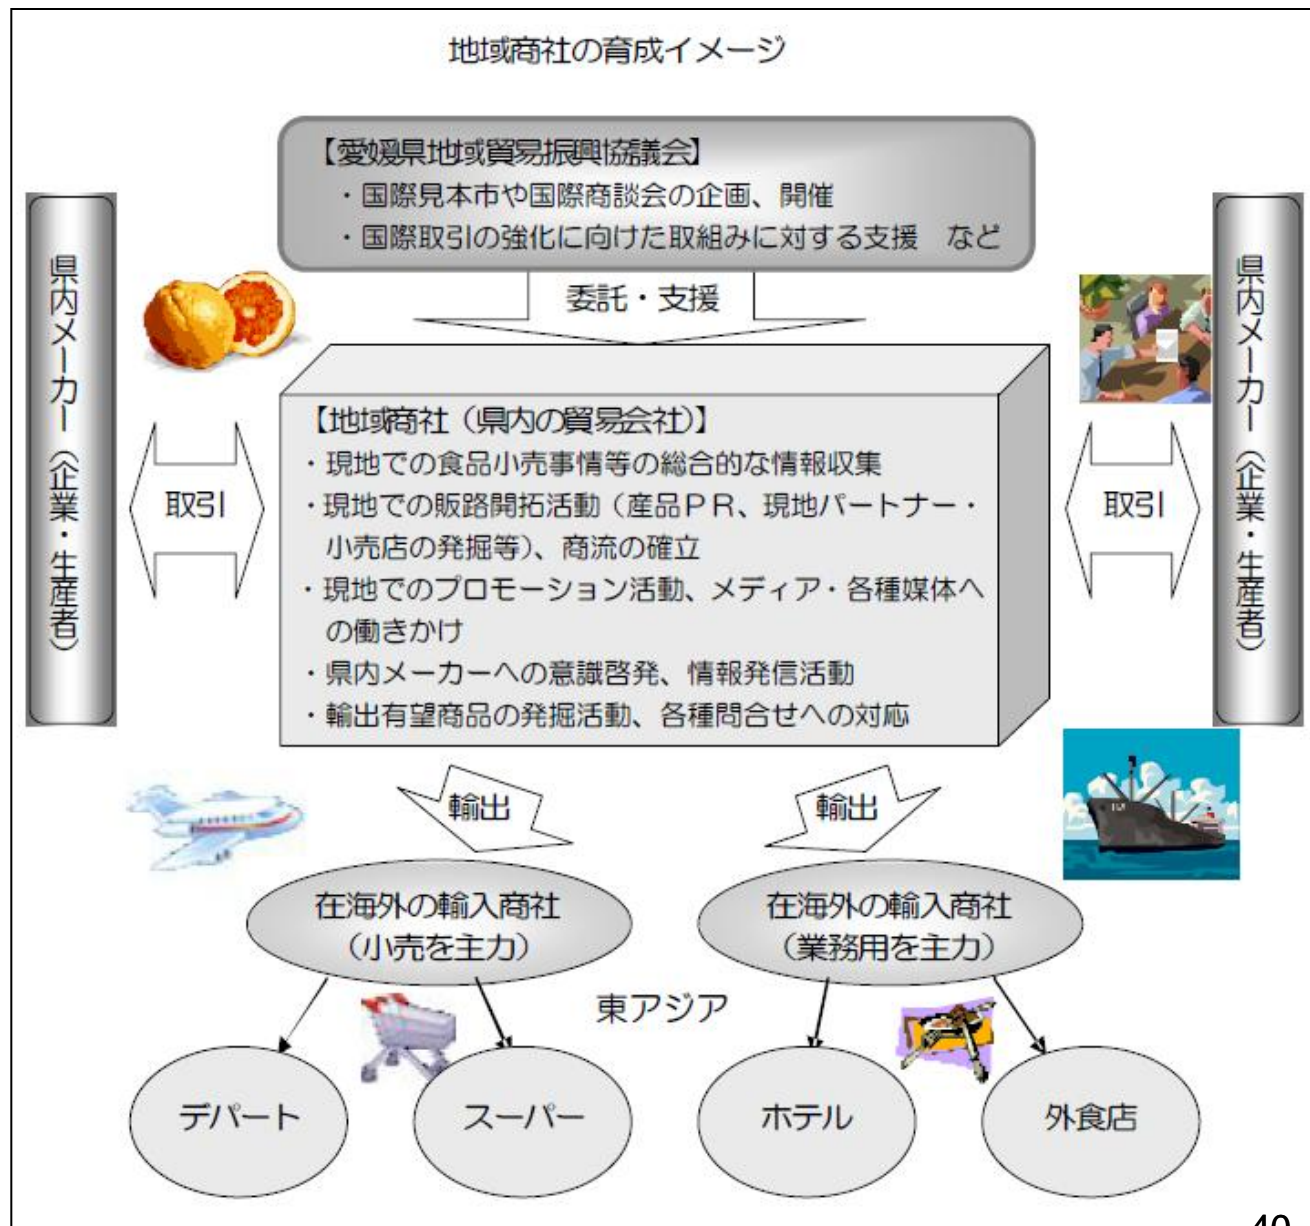 地域商社の育成イメージ
【愛媛県地域貿易振興協議会】
・国際見本市や国際商談会の企画、開催
・国際取引の強化に向けた取組みに対する支援　など
委託・支援
県内メーカー（企業・生産者）
取引
【地域商社（県内の貿易会社）】
・現地での食品小売事情等の総合的な情報収集
・現地での販路開拓活動（産品ＰＲ、現地パートナー・
小売店の発掘等）、商流の確立
・現地でのプロモーション活動、メディア・各種媒体へ
の働きかけ
・県内メーカーへの意識啓発、情報発信活動
・輸出有望商品の発掘活動、各種問合せへの対応
取引
県内メーカー（企業・生産者）
輸出
輸出
在海外の輸入商社
（小売を主力）
在海外の輸入商社
（業務用を主力）
東アジア
デパート
スーパー
ホテル
外食店
40